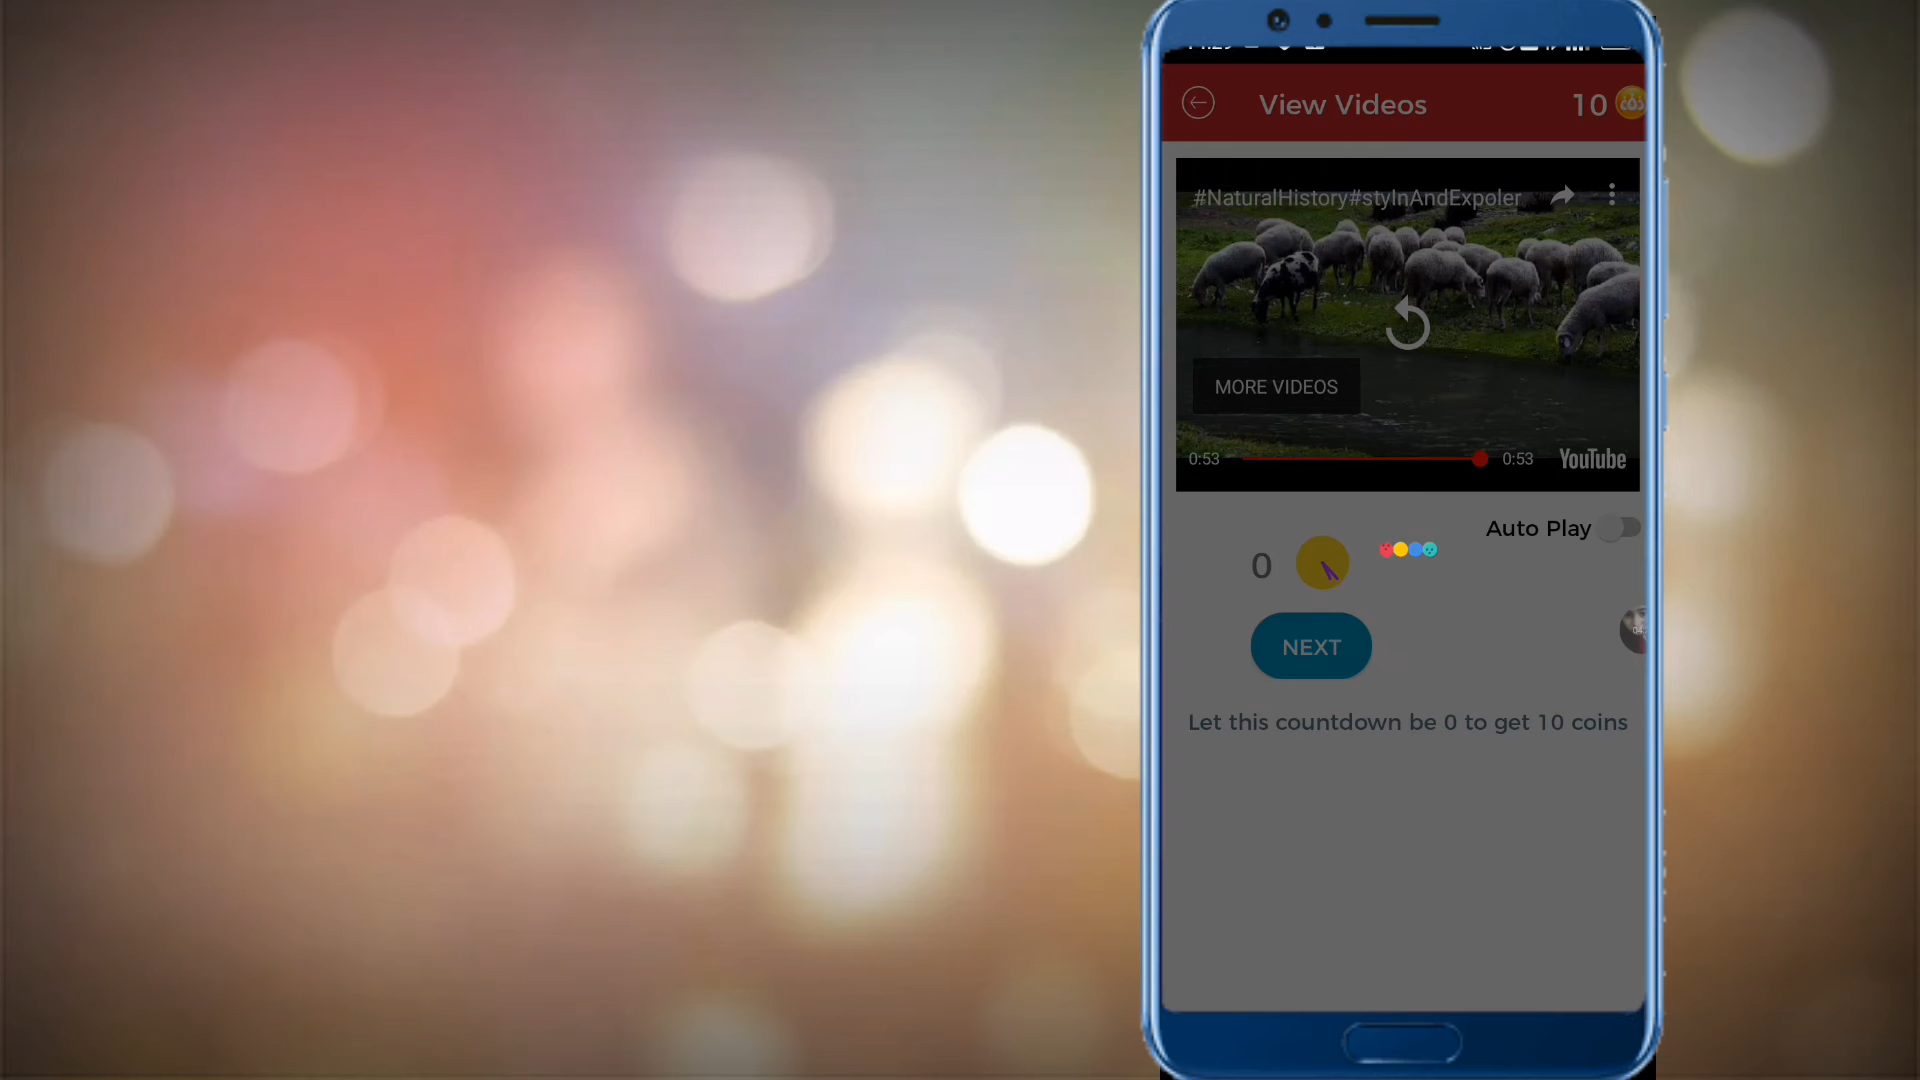 View Videos
10
#NaturalHistory#stylnAndExpoler
MORE VIDEOS
0:53
0:53
YouTube
Auto Play
0
NEXT
Let this countdown be 0 to get 10 coins